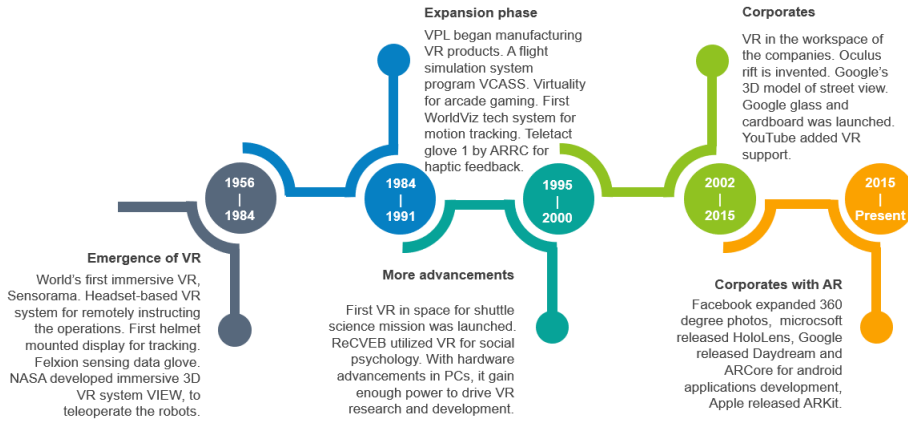 Expansion phase
VPL began manufacturing
VR products. A flight
simulation system
program VCASS. Virtuality
for arcade gaming. First
WorldViz tech system for
motion tracking. Teletact
glove 1 by ARRC for
haptic feedback.
Corporates
VR in the workspace of
the companies. Oculus
rift is invented. Google's
3D model of street view.
Google glass and
cardboard was launched.
YouTube added VR
support.
1956
1984
1984
1991
1995
2000
2002
2015
2015
Present
Emergence of VR
World's first immersive VR,
Sensorama. Headset-based VR
system for remotely instructing
the operations. First helmet
mounted display for tracking.
Felxion sensing data glove.
NASA developed immersive 3D
VR system VIEW, to
teleoperate the robots.
More advancements
First VR in space for shuttle
science mission was launched.
ReCVEB utilized VR for social
psychology. With hardware
advancements in PCs, it gain
enough power to drive VR
research and development.
Corporates with AR
Facebook expanded 360
degree photos, microcsoft
released HoloLens, Google
released Daydream and
ARCore for android
applications development,
Apple released ARKit.